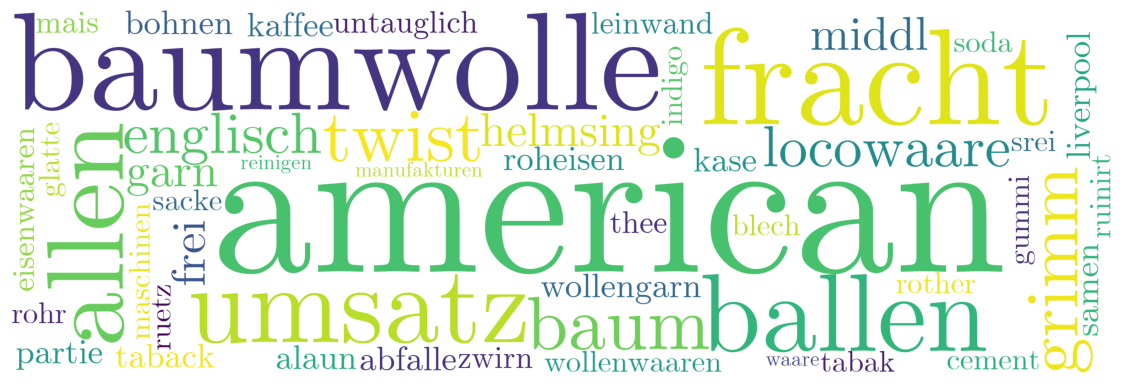 mais
bohnen
kaffee
untauglich
leinwand
middl
soda
baumwolle
indigo
fracht
liverpool
eisenwaaren
glatte
allen
englisch
twist
helmsing
roheisen
kase
locowaare
srei
garn
reinigen
manufakturen
sacke
american
thee
blech
gummi
grimm
ruinirt
maschinen
frei
rohr
ruetz
umsatz
wollengarn
baum
ballen
rother
samen
partie
taback
alaun
abfalle
zwirn
wollenwaaren
waare
tabak
cement